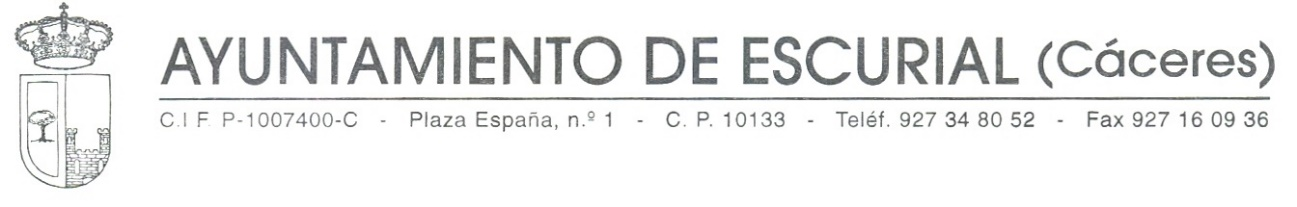 AYUNTAMIENTO DE ESCURIAL (Cáceres)
C.I F. P-1007400-C - Plaza España, n.º 1 - C. P. 10133 - Teléf. 927 34 80 52 - Fax 927 16 09 36